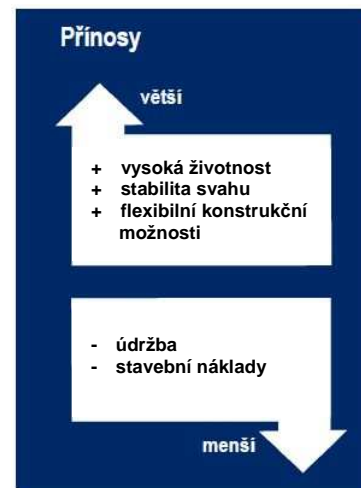 Přínosy
větší
+ vysoká životnost
+ stabilita svahu
+ flexibilní konstrukční
možnosti
- údržba
- stavební náklady
menší